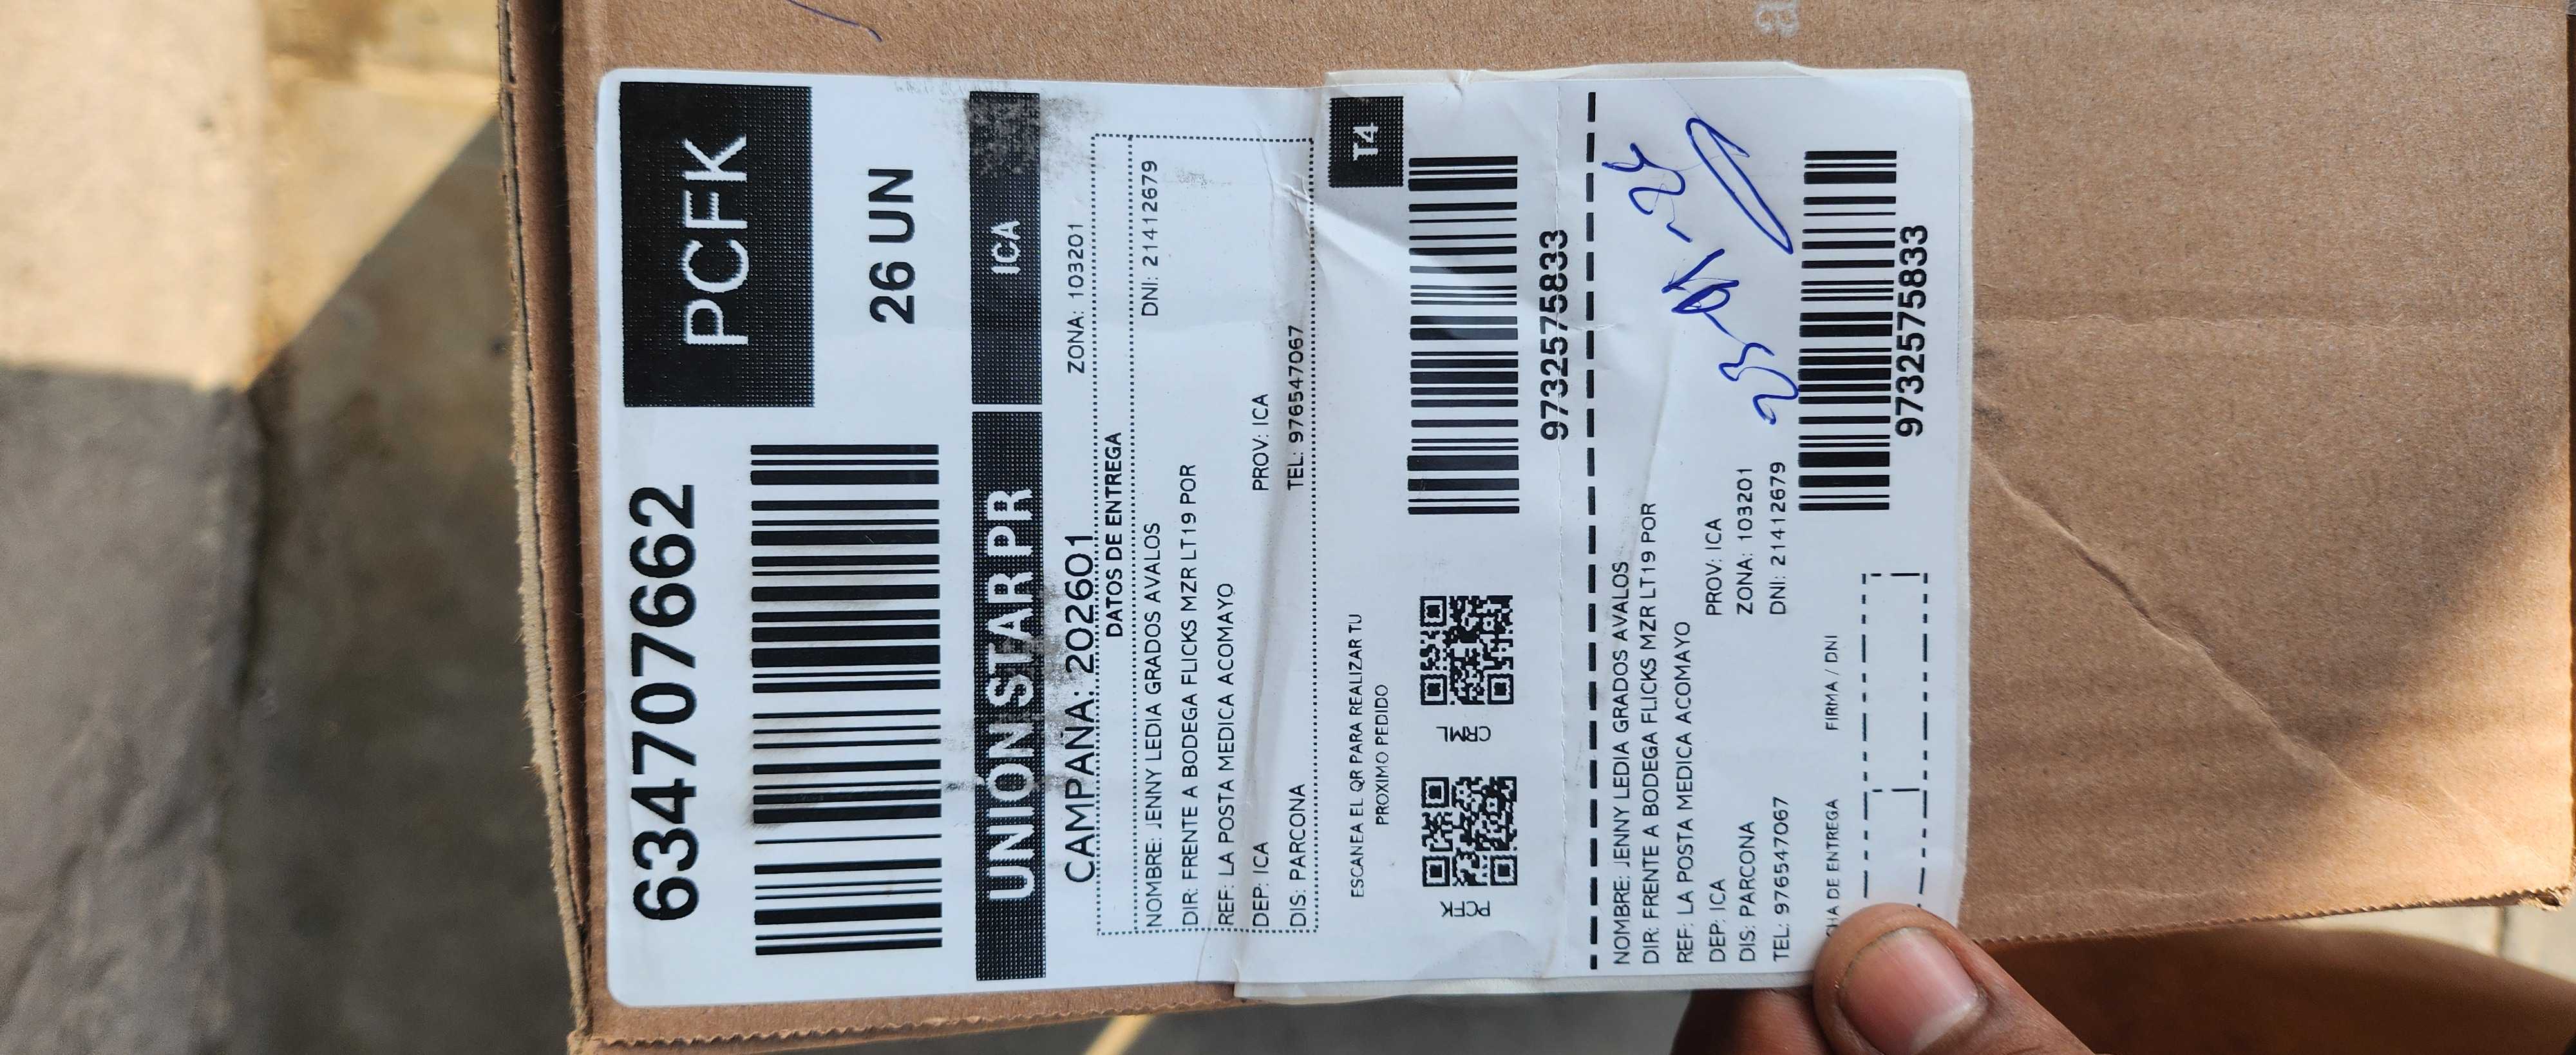 6347077662
PCFK
26 UN
UNION STAR PR
ICA
CAMPAÑA: 202601
ZONA: 103201
DATOS DE ENTREGA
NOMBRE: JENNY LEDIA GRADOS AVALOS
DNI: 21412679
DIR: FRENTE A BODEGA FLICKS MZR LT19 POR
REF: LA POSTA MEDICA ACOMAYO
DEP: ICA
PROV: ICA
DIS: PARCONA
TEL: 976547067
T4
ESCANEA EL QR PARA REALIZAR TU
PROXIMO PEDIDO
PCFK
CRML
9732575833
NOMBRE: JENNY LEDIA GRADOS AVALOS
DIR: FRENTE A BODEGA FLICKS MZR LT19 POR
REF: LA POSTA MEDICA ACOMAYO
DEP: ICA
PROV: ICA
DIS: PARCONA
ZONA: 103201
TEL: 976547067
DNI: 21412679
DE ENTREGA
FIRMA / DNI
9732575833